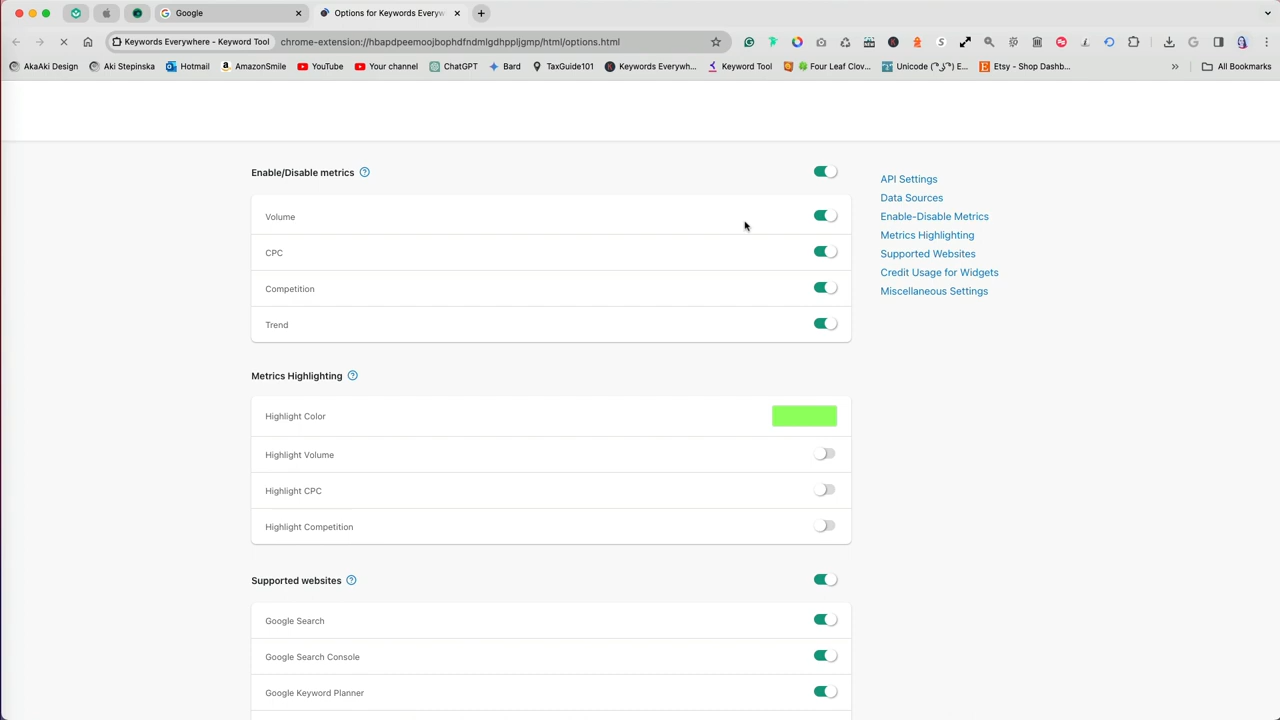 Google
Options for Keywords Everyw
Keywords Everywhere - Keyword Tool
chrome-extension://hbapdpeemoojbophdfndmlgdhppljgmp/html/options.html
AkaAki Design
Aki Stepinska
Hotmail
AmazonSmile
YouTube
Your channel
ChatGPT
Bard
TaxGuide101
Keywords Everywh...
Keyword Tool
Four Leaf Clov...
Unicode ( ͡° ͜ʖ ͡°) E...
Etsy - Shop Dashb...
»
All Bookmarks
Enable/Disable metrics
Volume
CPC
Competition
Trend
Metrics Highlighting
Highlight Color
Highlight Volume
Highlight CPC
Highlight Competition
Supported websites
Google Search
Google Search Console
Google Keyword Planner
API Settings
Data Sources
Enable-Disable Metrics
Metrics Highlighting
Supported Websites
Credit Usage for Widgets
Miscellaneous Settings